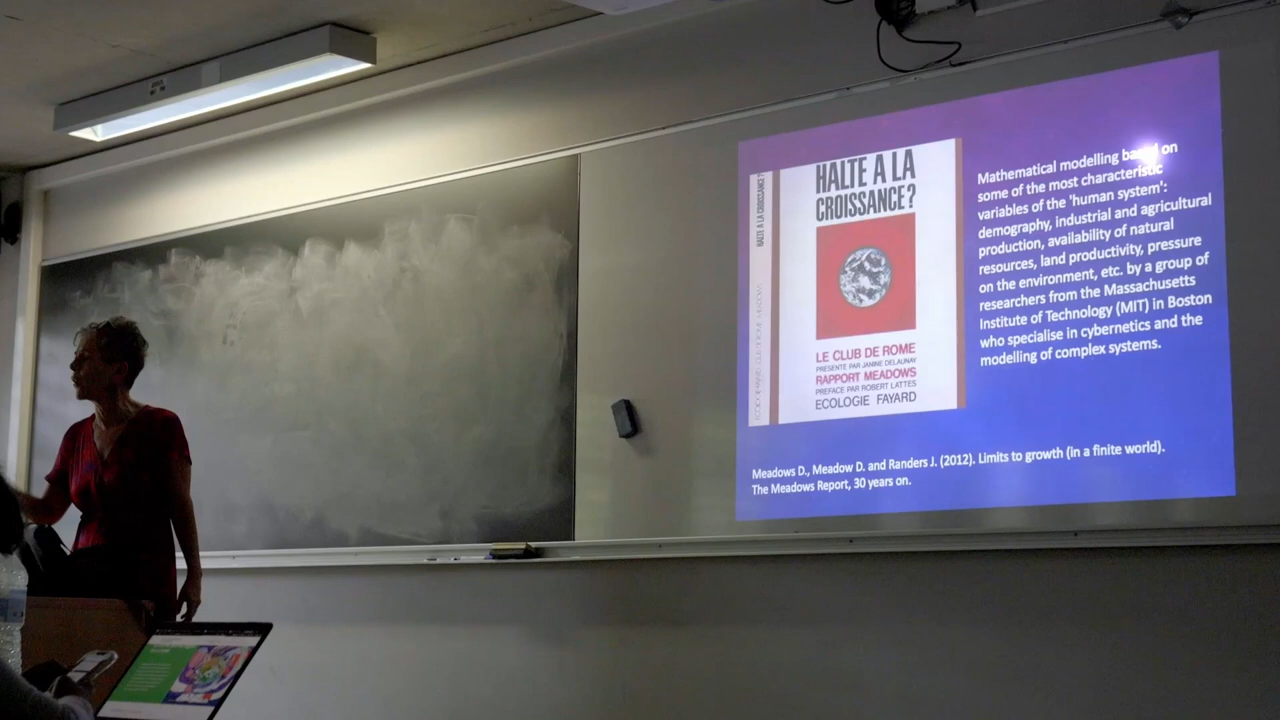 HALTE A LA CROISSANCE?
HALTE A LA
CROISSANCE?
LE CLUB DE ROME
PRESENTE PAR JANINE DELAUNAY
RAPPORT MEADOWS
PREFACE PAR ROBERT LATTES
ECOLOGIE FAYARD
Mathematical modelling based on
some of the most characteristic
variables of the 'human system':
demography, industrial and agricultural
production, availability of natural
resources, land productivity, pressure
on the environment, etc. by a group of
researchers from the Massachusetts
Institute of Technology (MIT) in Boston
who specialise in cybernetics and the
modelling of complex systems.
Meadows D., Meadow D. and Randers J. (2012). Limits to growth (in a finite world).
The Meadows Report, 30 years on.